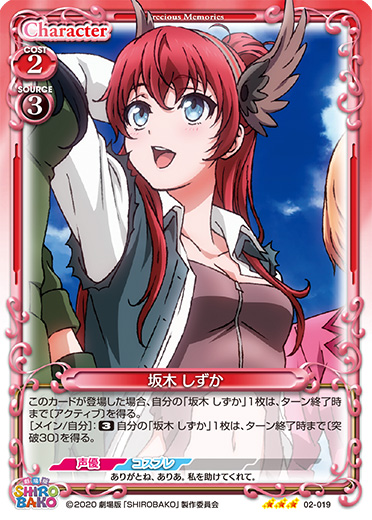 Precious Memories
Character
COST
2
SOURCE
3
坂木 しずか
このカードが登場した場合、自分の「坂木 しずか」1枚は、ターン終了時
まで〔アクティブ〕を得る。
[メイン/自分]:3自分の「坂木 しずか」1枚は、ターン終了時まで〔突
破30〕を得る。
声優 コスプレ
ありがとね、ありあ。私を助けてくれて。
劇場版
SHIRO
BAKO
©2020 劇場版「SHIROBAKO」製作委員会
02-019